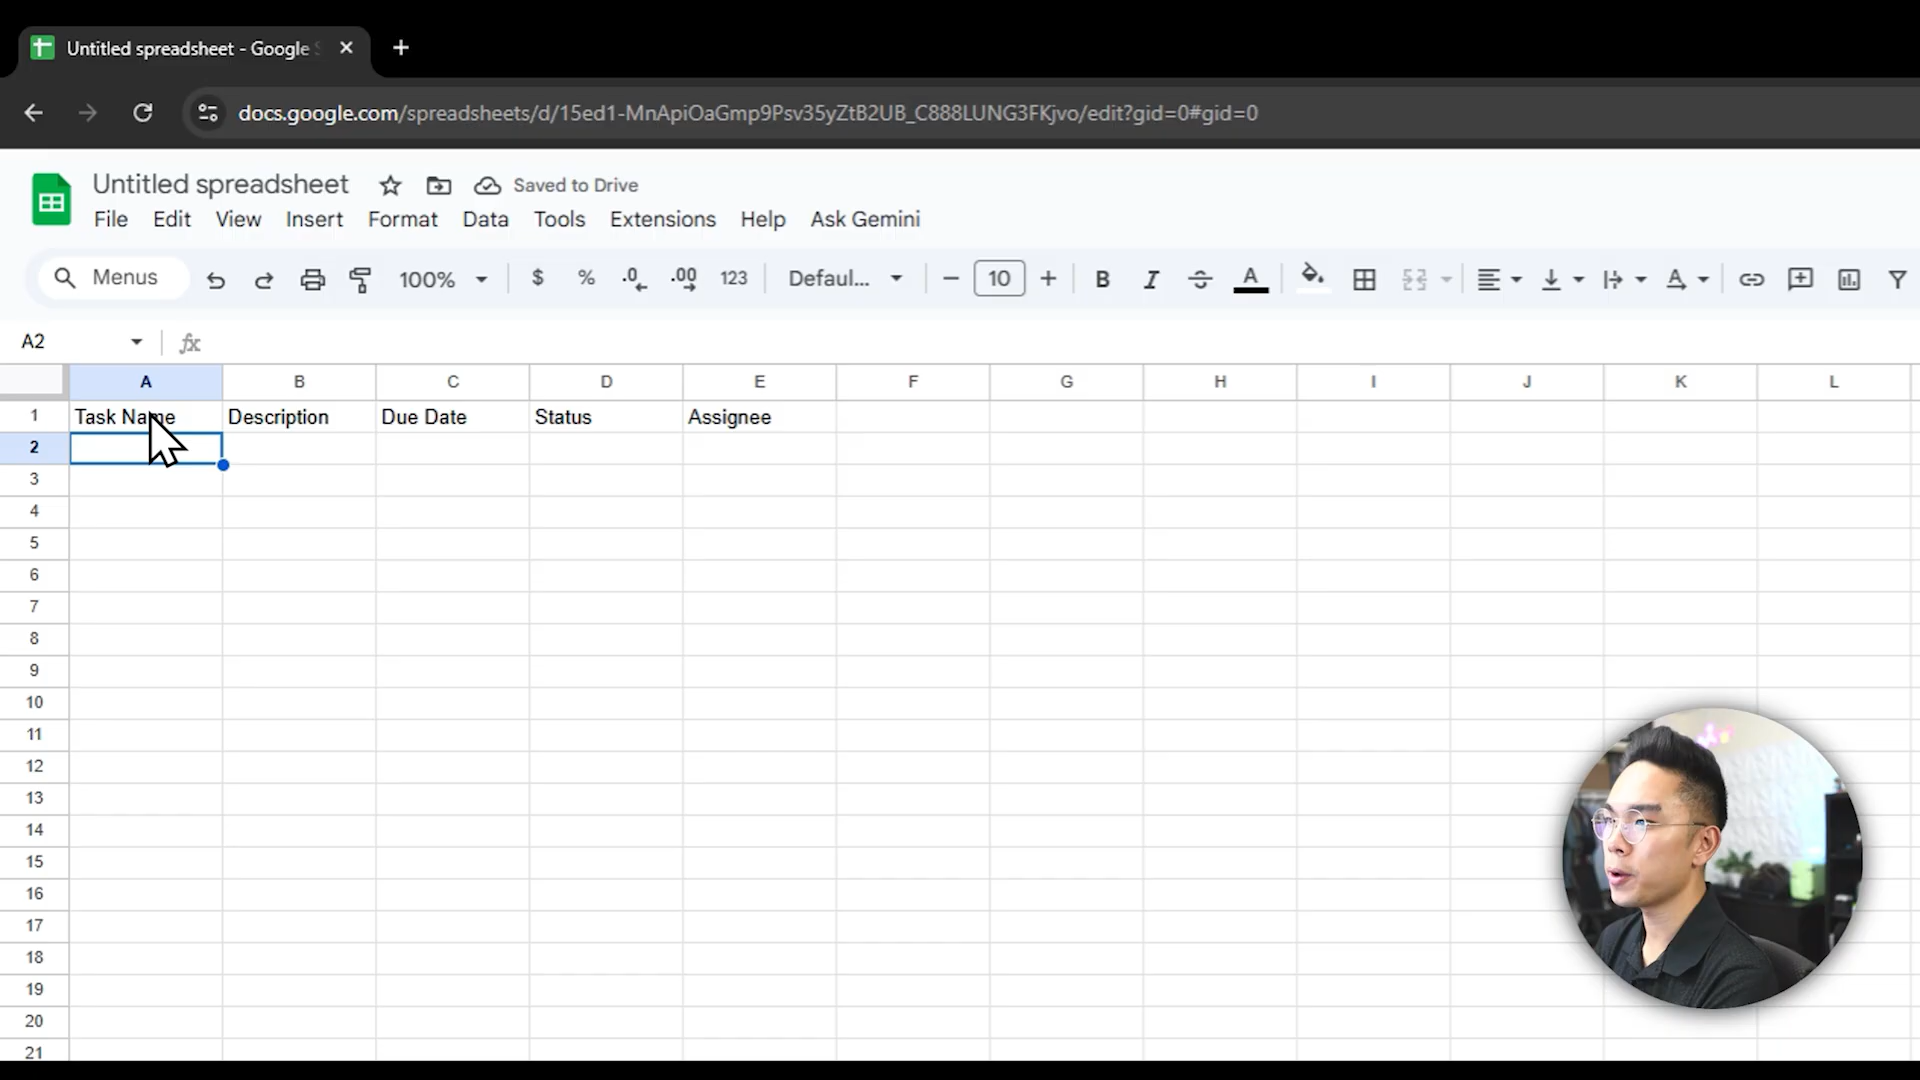 Untitled spreadsheet - Google S
docs.google.com/spreadsheets/d/15ed1-MnApiOaGmp9Psv35yZtB2UB_C888LUNG3FKjvo/edit?gid=0#gid=0
Untitled spreadsheet Saved to Drive
File Edit View Insert Format Data Tools Extensions Help Ask Gemini
Menus 100% $ % .0 .00 123 Defaul... 10 B I S A A
A2 fx
A B C D E F G H I J K L
1 Task Name Description Due Date Status Assignee
2
3
4
5
6
7
8
9
10
11
12
13
14
15
16
17
18
19
20
21